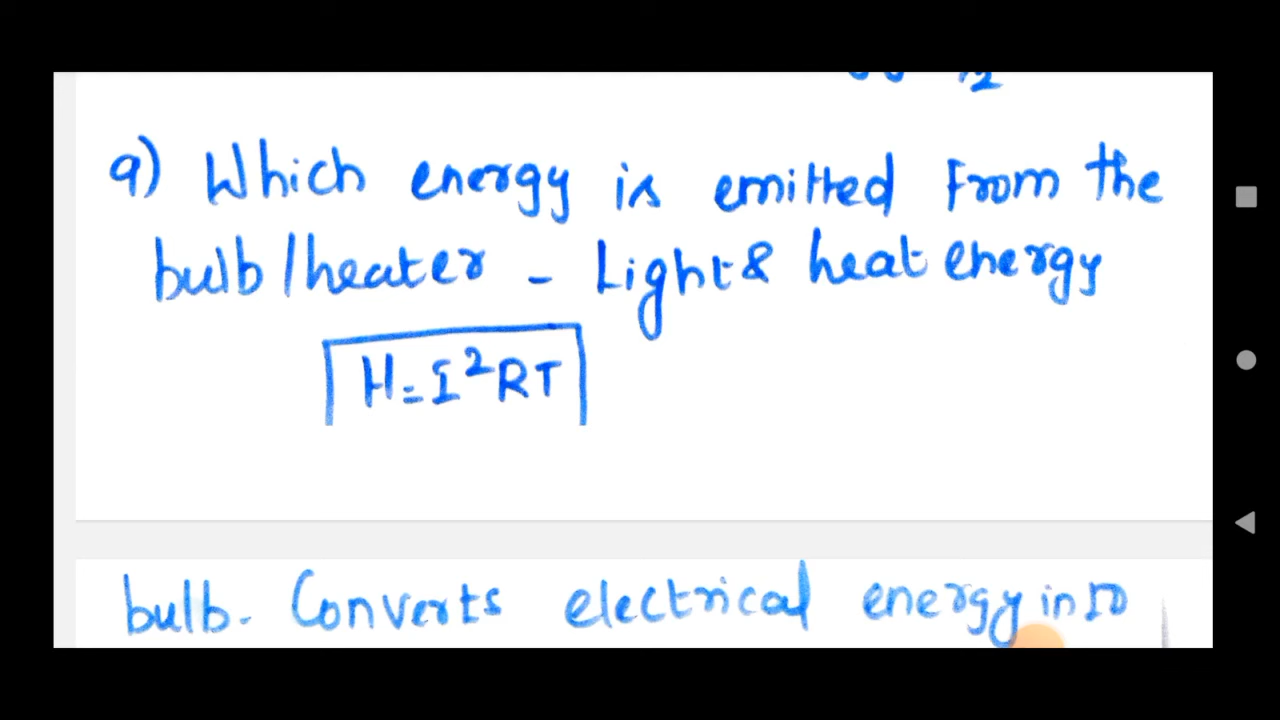 9) Which energy is emitted From the
bulb/heater - Light & heat energy
H=I²RT
bulb. Converts electrical energy into